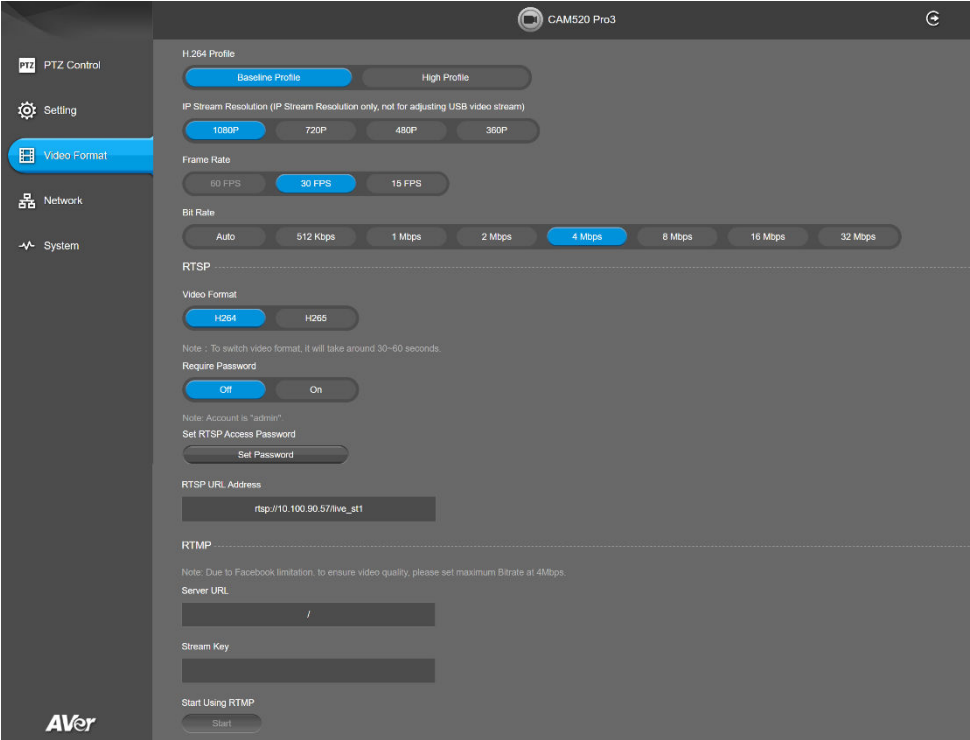 CAM520 Pro3
PTZ PTZ Control
Setting
Video Format
Network
System
H.264 Profile
Baseline Profile High Profile
IP Stream Resolution (IP Stream Resolution only, not for adjusting USB video stream)
1080P 720P 480P 360P
Frame Rate
60 FPS 30 FPS 15 FPS
Bit Rate
Auto 512 Kbps 1 Mbps 2 Mbps 4 Mbps 8 Mbps 16 Mbps 32 Mbps
RTSP
Video Format
H264 H265
Note : To switch video format, it will take around 30~60 seconds.
Require Password
Off On
Note: Account is "admin".
Set RTSP Access Password
Set Password
RTSP URL Address
rtsp://10.100.90.57/live_st1
RTMP
Note: Due to Facebook limitation. to ensure video quality, please set maximum Bitrate at 4Mbps.
Server URL
/
Stream Key
Start Using RTMP
Start
AVer